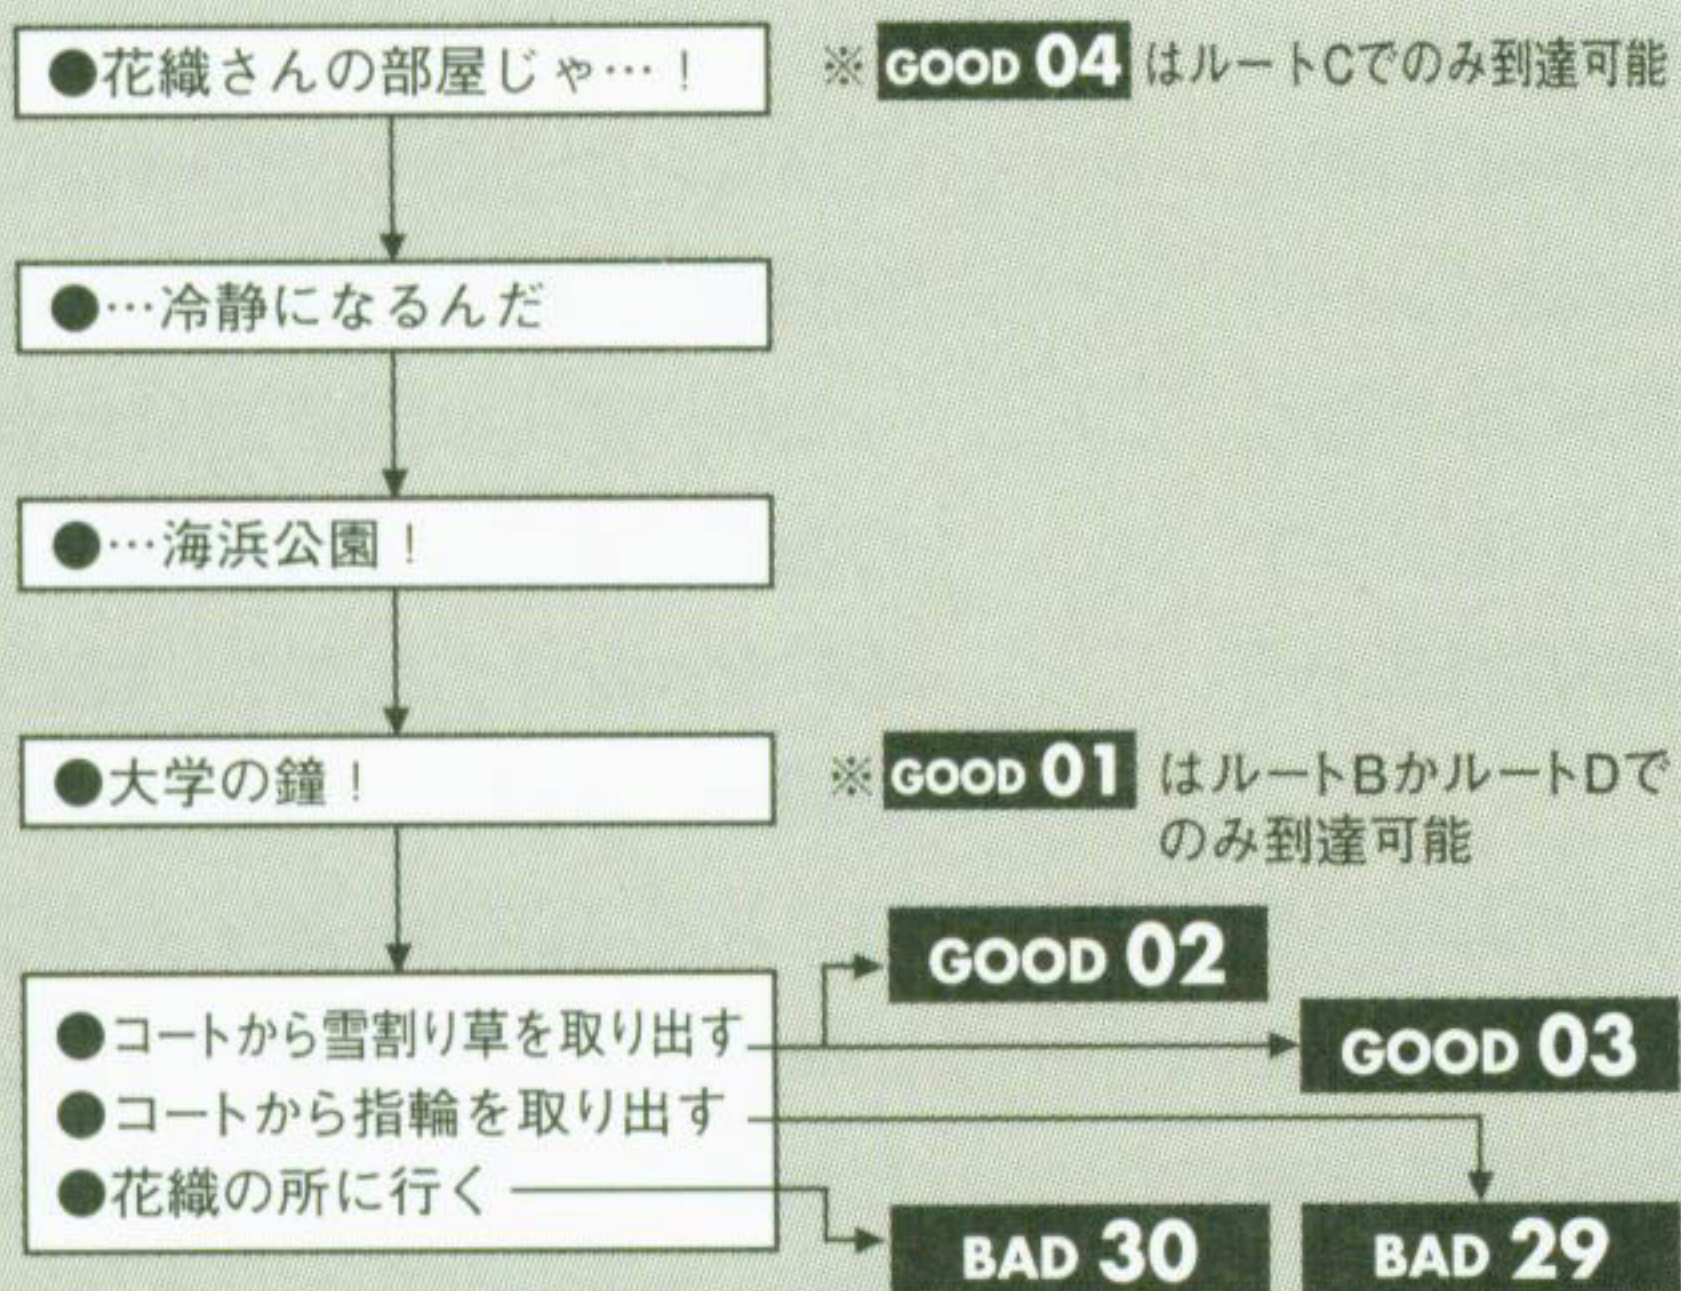 ●花織さんの部屋じゃ…！
※ GOOD 04 はルートCでのみ到達可能
●…冷静になるんだ
●…海浜公園！
●大学の鐘！
※ GOOD 01 はルートBかルートDで
のみ到達可能
●コートから雪割り草を取り出す
●コートから指輪を取り出す
●花織の所に行く
GOOD 02
GOOD 03
BAD 30
BAD 29